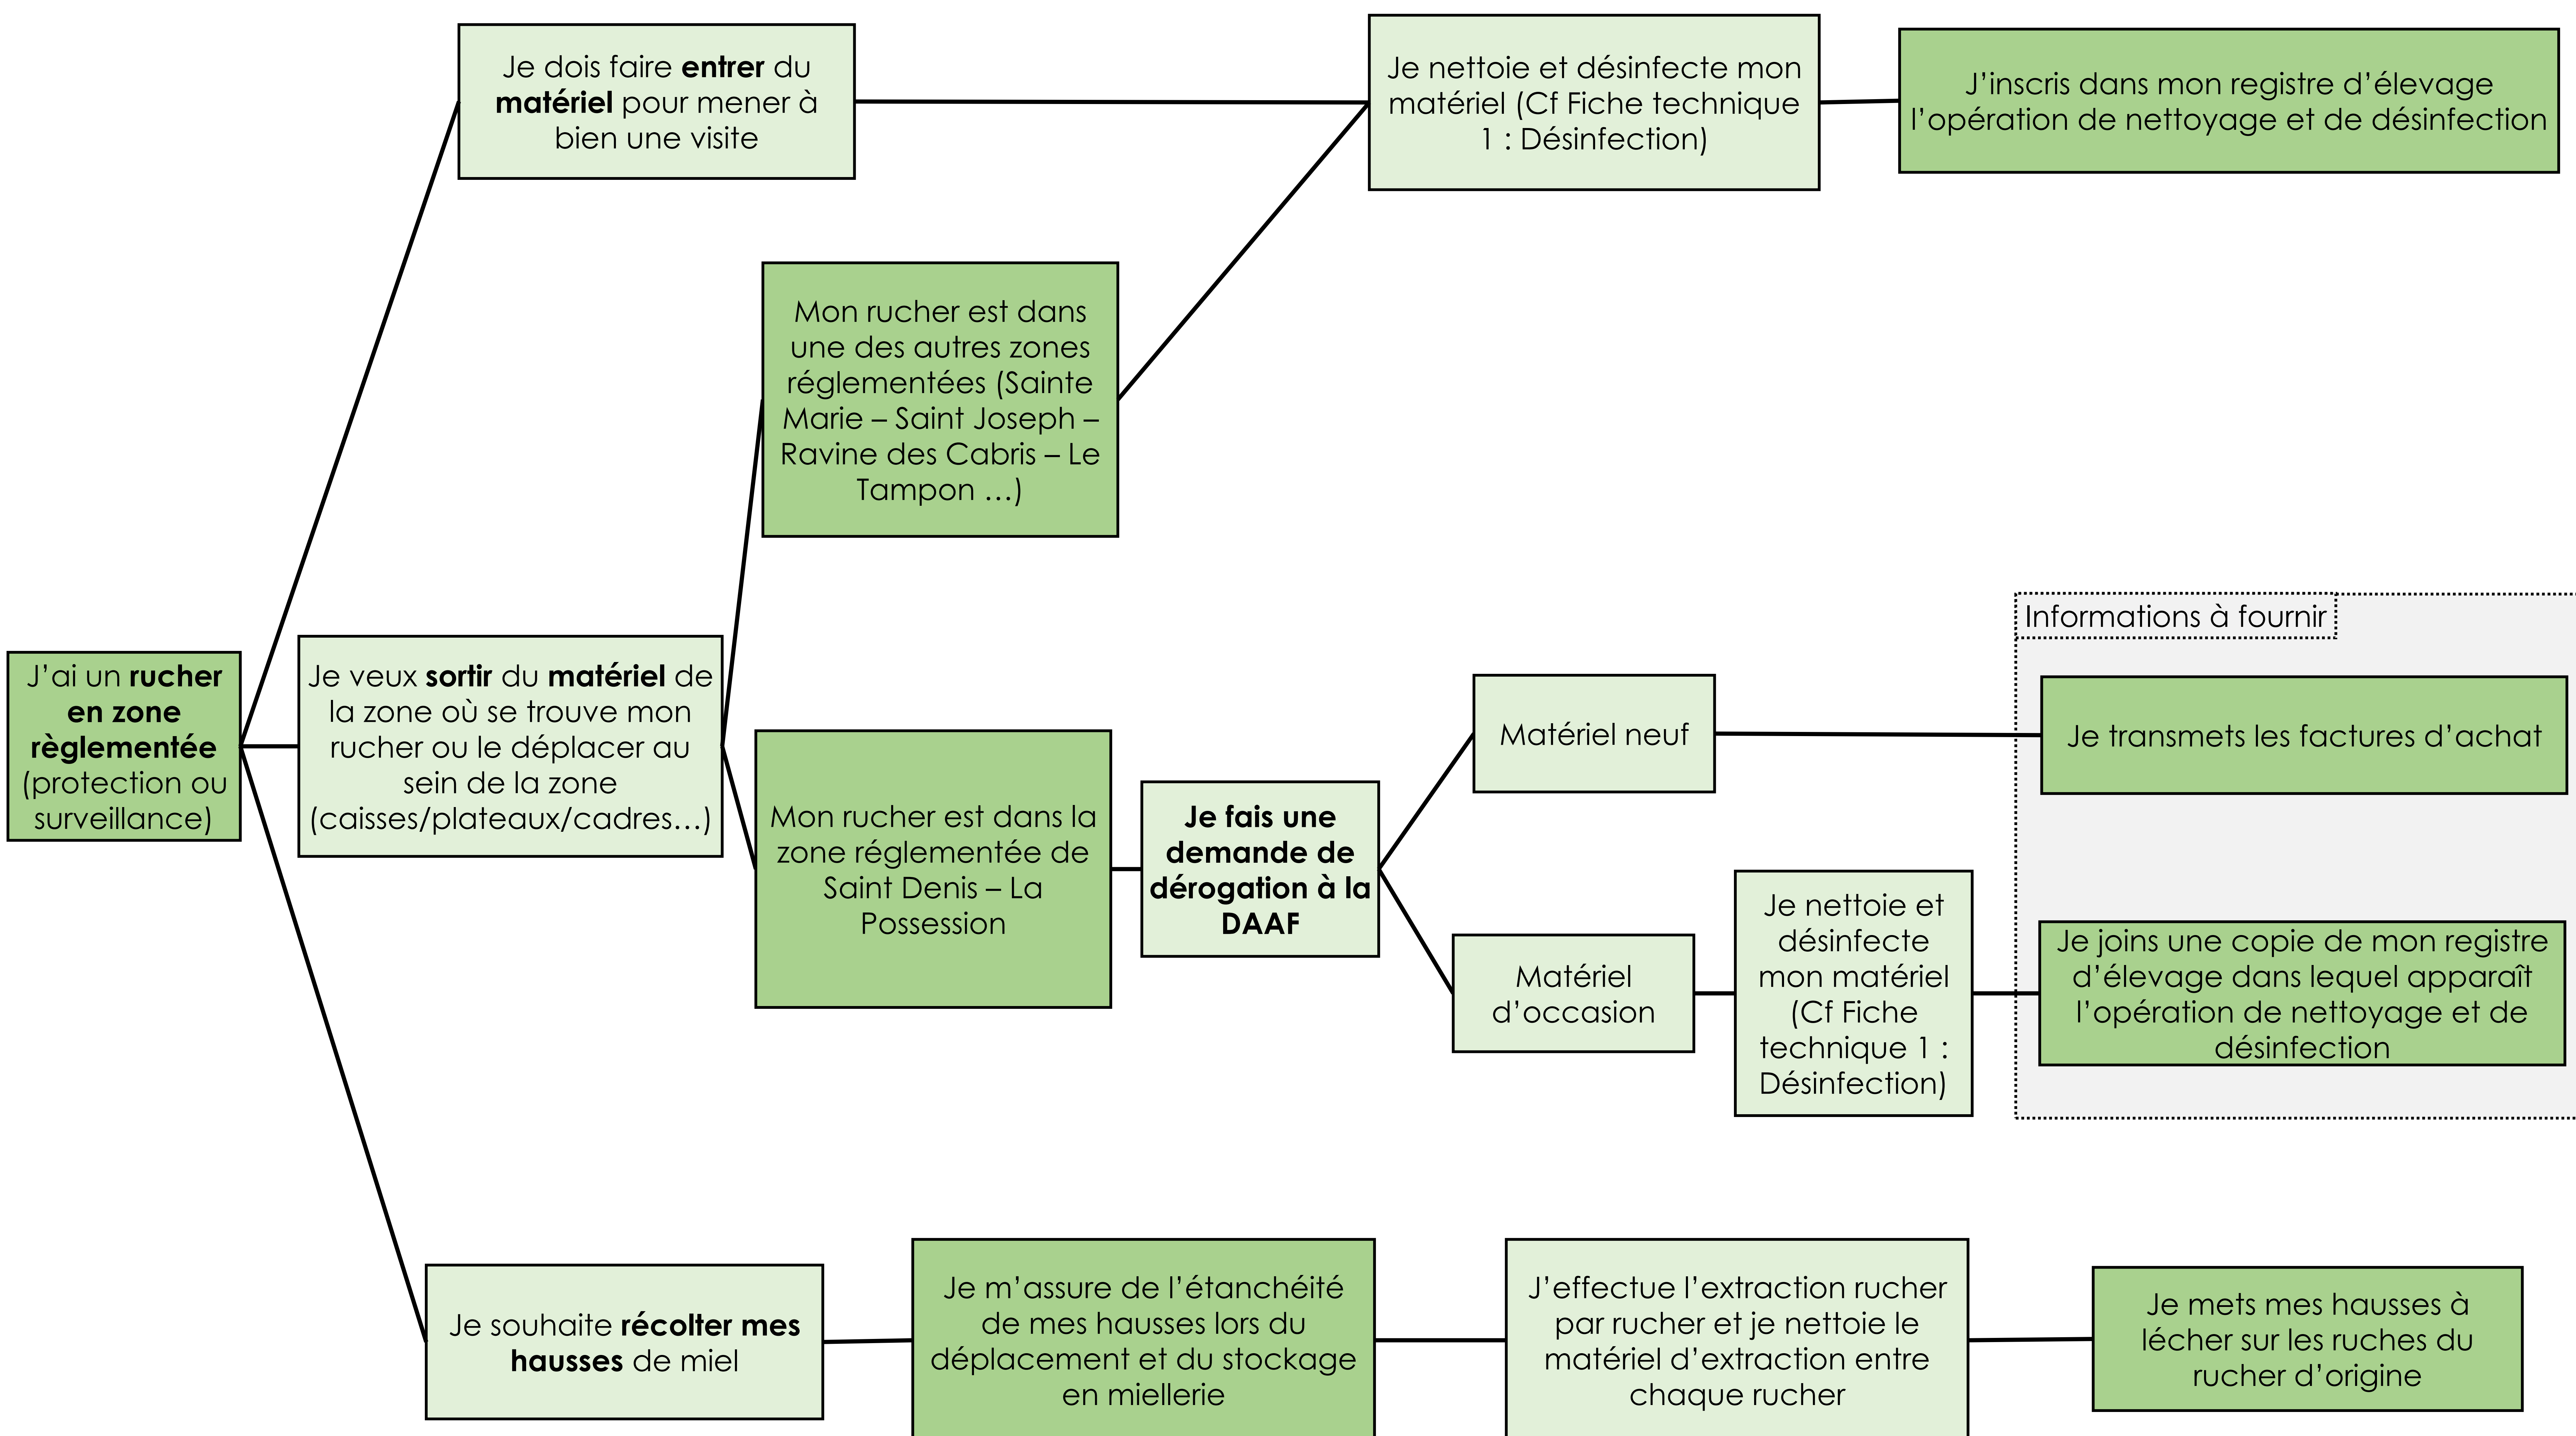 Je dois faire entrer du
matériel pour mener à
bien une visite
Je nettoie et désinfecte mon
matériel (Cf Fiche technique
1 : Désinfection)
J’inscris dans mon registre d’élevage
l’opération de nettoyage et de désinfection
Mon rucher est dans
une des autres zones
réglementées (Sainte
Marie – Saint Joseph –
Ravine des Cabris – Le
Tampon …)
J’ai un rucher
en zone
règlementée
(protection ou
surveillance)
Je veux sortir du matériel de
la zone où se trouve mon
rucher ou le déplacer au
sein de la zone
(caisses/plateaux/cadres…)
Mon rucher est dans la
zone réglementée de
Saint Denis – La
Possession
Je fais une
demande de
dérogation à la
DAAF
Matériel neuf
Informations à fournir
Je transmets les factures d’achat
Matériel
d’occasion
Je nettoie et
désinfecte
mon matériel
(Cf Fiche
technique 1 :
Désinfection)
Je joins une copie de mon registre
d’élevage dans lequel apparaît
l’opération de nettoyage et de
désinfection
Je souhaite récolter mes
hausses de miel
Je m’assure de l’étanchéité
de mes hausses lors du
déplacement et du stockage
en miellerie
J’effectue l’extraction rucher
par rucher et je nettoie le
matériel d’extraction entre
chaque rucher
Je mets mes hausses à
lécher sur les ruches du
rucher d’origine